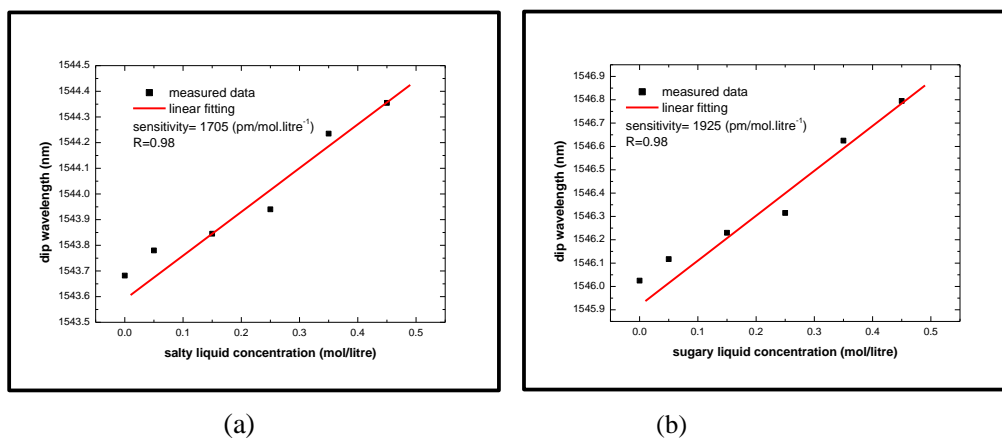 1544.5
1544.4
1544.3
1544.2
1544.1
1544.0
1543.9
1543.8
1543.7
1543.6
1543.5
dip wavelength (nm)
measured data
linear fitting
sensitivity= 1705 (pm/mol.litre⁻¹)
R=0.98
0.0 0.1 0.2 0.3 0.4 0.5
salty liquid concentration (mol/litre)
(a)
1546.9
1546.8
1546.7
1546.6
1546.5
1546.4
1546.3
1546.2
1546.1
1546.0
1545.9
dip wavelength (nm)
measured data
linear fitting
sensitivity= 1925 (pm/mol.litre⁻¹)
R=0.98
0.0 0.1 0.2 0.3 0.4 0.5
sugary liquid concentration (mol/litre)
(b)